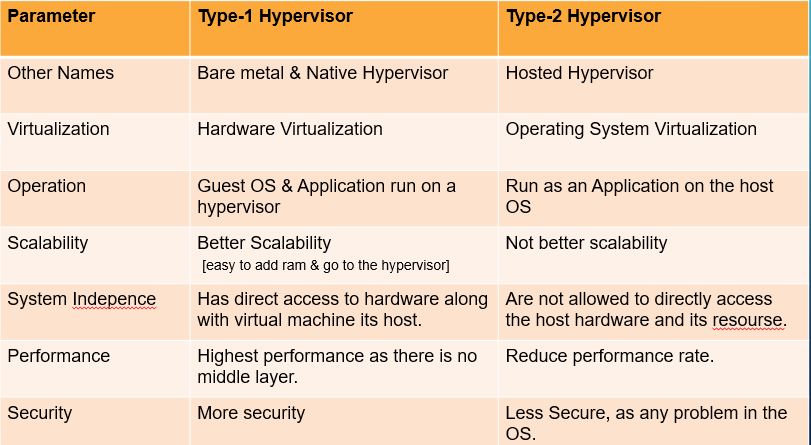 Parameter Type-1 Hypervisor Type-2 Hypervisor
Other Names Bare metal & Native Hypervisor Hosted Hypervisor
Virtualization Hardware Virtualization Operating System Virtualization
Operation Guest OS & Application run on a
hypervisor
Run as an Application on the host
OS
Scalability Better Scalability
[easy to add ram & go to the hypervisor]
Not better scalability
System Indepence Has direct access to hardware along
with virtual machine its host.
Are not allowed to directly access
the host hardware and its resourse.
Performance Highest performance as there is no
middle layer.
Reduce performance rate.
Security More security
Less Secure, as any problem in the
OS.